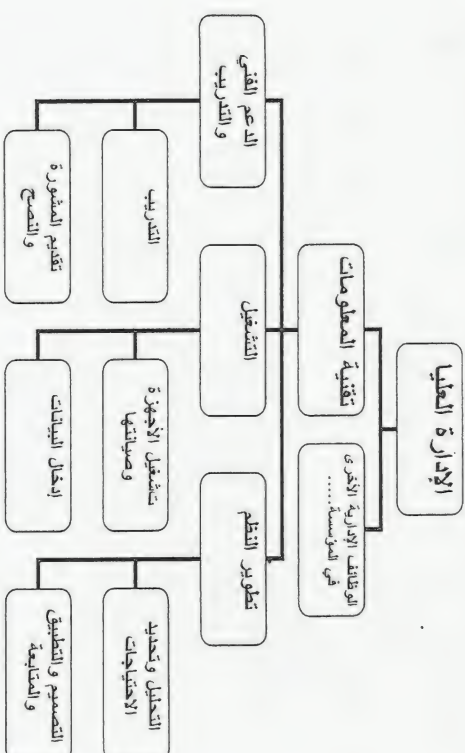 الإدارة العليا
الوظائف الإدارية الأخرى
في المؤسسة.....
تقنية المعلومات
تطوير النظم
التشغيل
الدعم الفني
والتدريب
التحليل وتحديد
الاحتياجات
التصميم والتطبيق
والمتابعة
تشغيل الأجهزة
وصيانتها
إدخال البيانات
التدريب
تقديم المشورة
والنصح